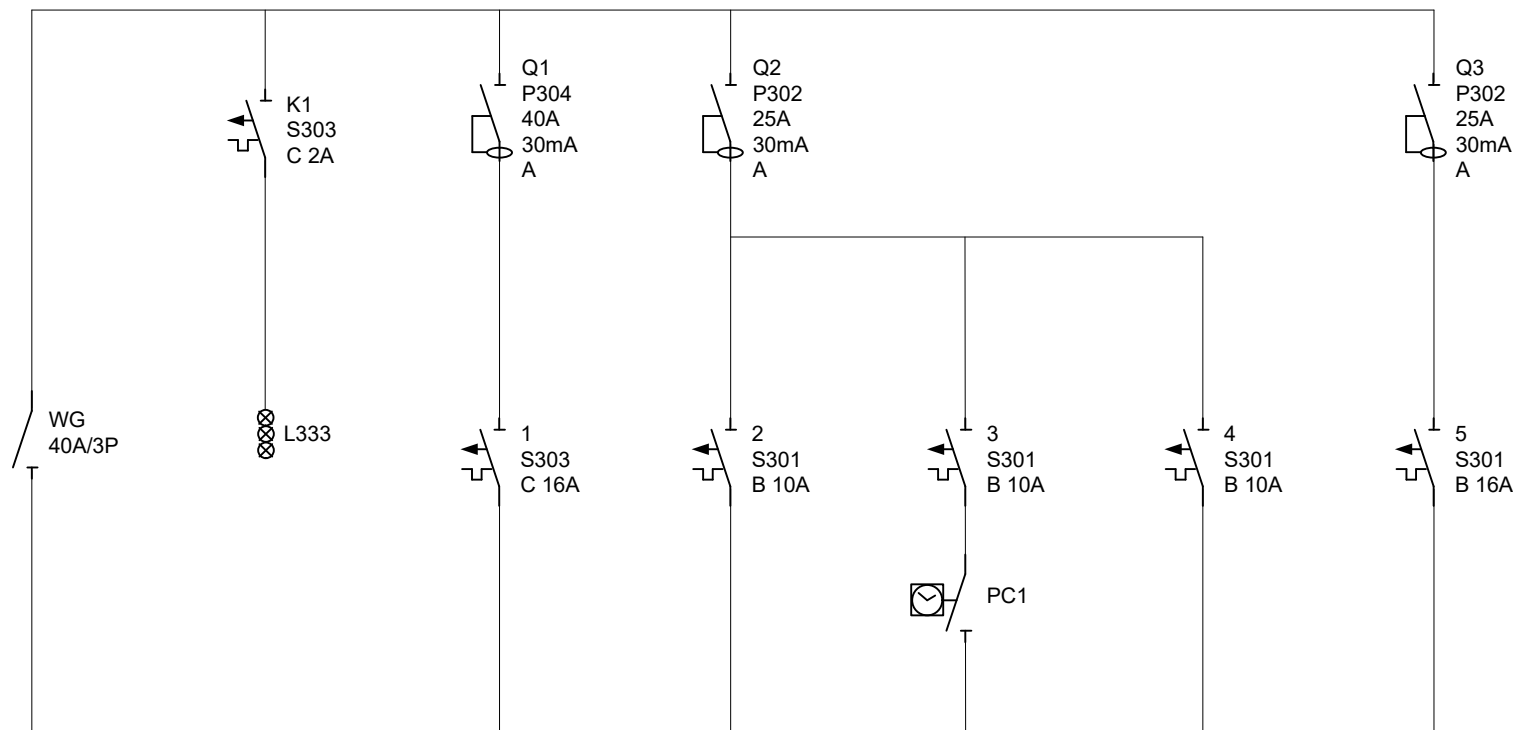 WG
40A/3P
K1
S303
C 2A
L333
Q1
P304
40A
30mA
A
1
S303
C 16A
Q2
P302
25A
30mA
A
2
S301
B 10A
3
S301
B 10A
PC1
4
S301
B 10A
Q3
P302
25A
30mA
A
5
S301
B 16A